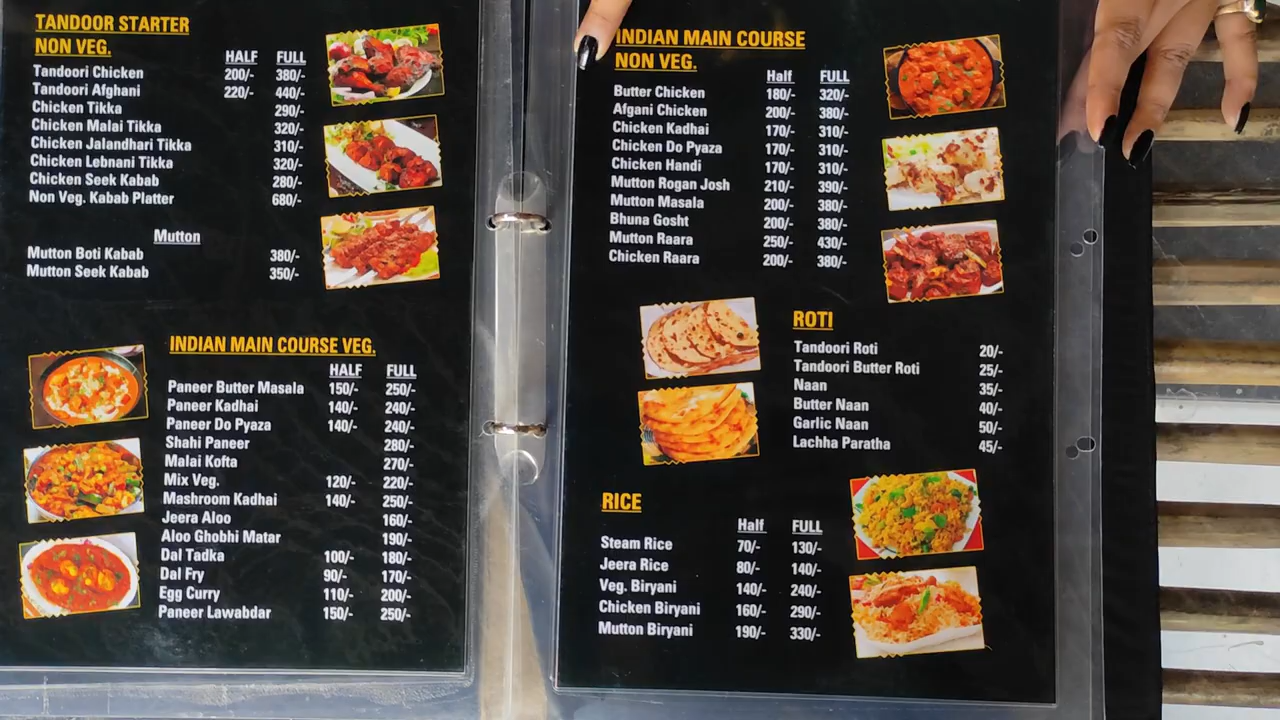 TANDOOR STARTER
NON VEG.
HALF FULL
Tandoori Chicken 200/- 380/-
Tandoori Afghani 220/- 440/-
Chicken Tikka 290/-
Chicken Malai Tikka 320/-
Chicken Jalandhari Tikka 310/-
Chicken Lebnani Tikka 320/-
Chicken Seek Kabab 280/-
Non Veg. Kabab Platter 680/-
Mutton
Mutton Boti Kabab 380/-
Mutton Seek Kabab 350/-
INDIAN MAIN COURSE VEG.
HALF FULL
Paneer Butter Masala 150/- 250/-
Paneer Kadhai 140/- 240/-
Paneer Do Pyaza 140/- 240/-
Shahi Paneer 280/-
Malai Kofta 270/-
Mix Veg. 120/- 220/-
Mashroom Kadhai 140/- 250/-
Jeera Aloo 160/-
Aloo Ghobhi Matar 190/-
Dal Tadka 100/- 180/-
Dal Fry 90/- 170/-
Egg Curry 110/- 200/-
Paneer Lawabdar 150/- 250/-
INDIAN MAIN COURSE
NON VEG.
Half FULL
Butter Chicken 180/- 320/-
Afgani Chicken 200/- 380/-
Chicken Kadhai 170/- 310/-
Chicken Do Pyaza 170/- 310/-
Chicken Handi 170/- 310/-
Mutton Rogan Josh 210/- 390/-
Mutton Masala 200/- 380/-
Bhuna Gosht 200/- 380/-
Mutton Raara 250/- 430/-
Chicken Raara 200/- 380/-
ROTI
Tandoori Roti 20/-
Tandoori Butter Roti 25/-
Naan 35/-
Butter Naan 40/-
Garlic Naan 50/-
Lachha Paratha 45/-
RICE
Half FULL
Steam Rice 70/- 130/-
Jeera Rice 80/- 140/-
Veg. Biryani 140/- 240/-
Chicken Biryani 160/- 290/-
Mutton Biryani 190/- 330/-